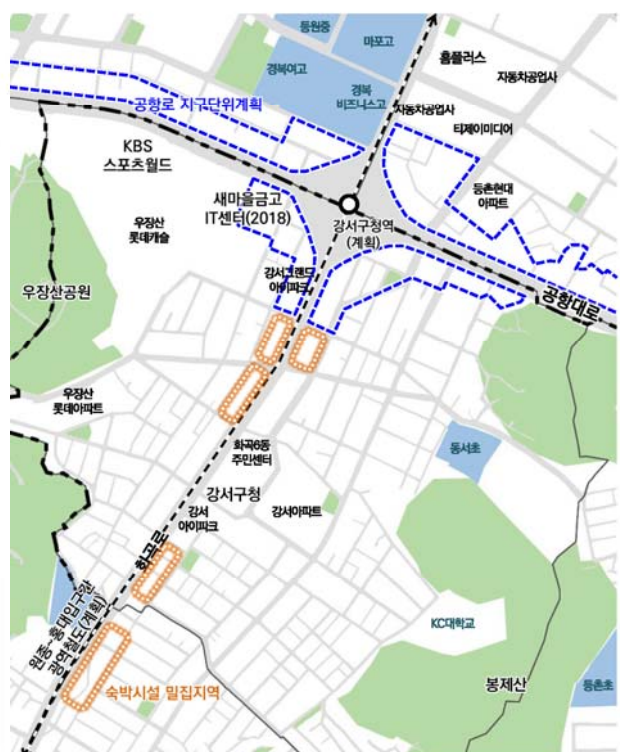 동원중
마포고
홈플러스
경복여고
경복
비즈니스고
자동차공업사
자동차공업사
공항로 지구단위계획
티제이미디어
KBS
스포츠월드
새마을금고
IT센터(2018)
등촌현대
아파트
우장산
롯데캐슬
강서구청역
(계획)
강서그랜드
아이파크
우장산공원
공항대로
우장산
롯데아파트
화곡6동
주민센터
동서초
강서구청
강서
아이파크
강서아파트
화곡로
원종~홍대입구간
광역철도(계획)
KC대학교
봉제산
등촌초
숙박시설 밀집지역